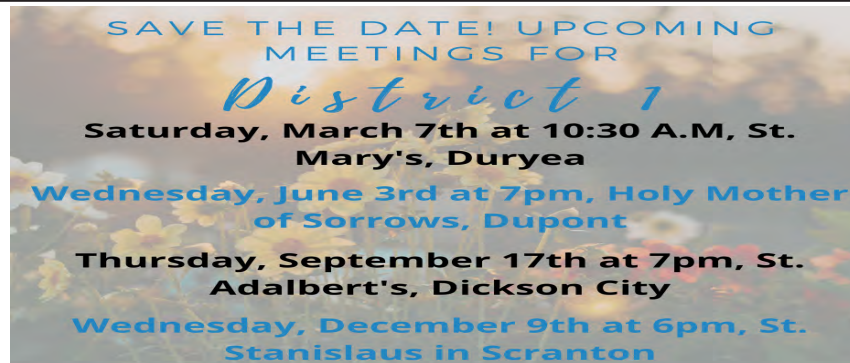 SAVE THE DATE! UPCOMING
MEETINGS FOR
District 1
Saturday, March 7th at 10:30 A.M, St.
Mary's, Duryea
Wednesday, June 3rd at 7pm, Holy Mother
of Sorrows, Dupont
Thursday, September 17th at 7pm, St.
Adalbert's, Dickson City
Wednesday, December 9th at 6pm, St.
Stanislaus in Scranton